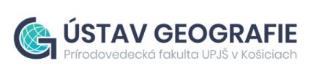 ÚSTAV GEOGRAFIE
Prírodovedecká fakulta UPJŠ v Košiciach